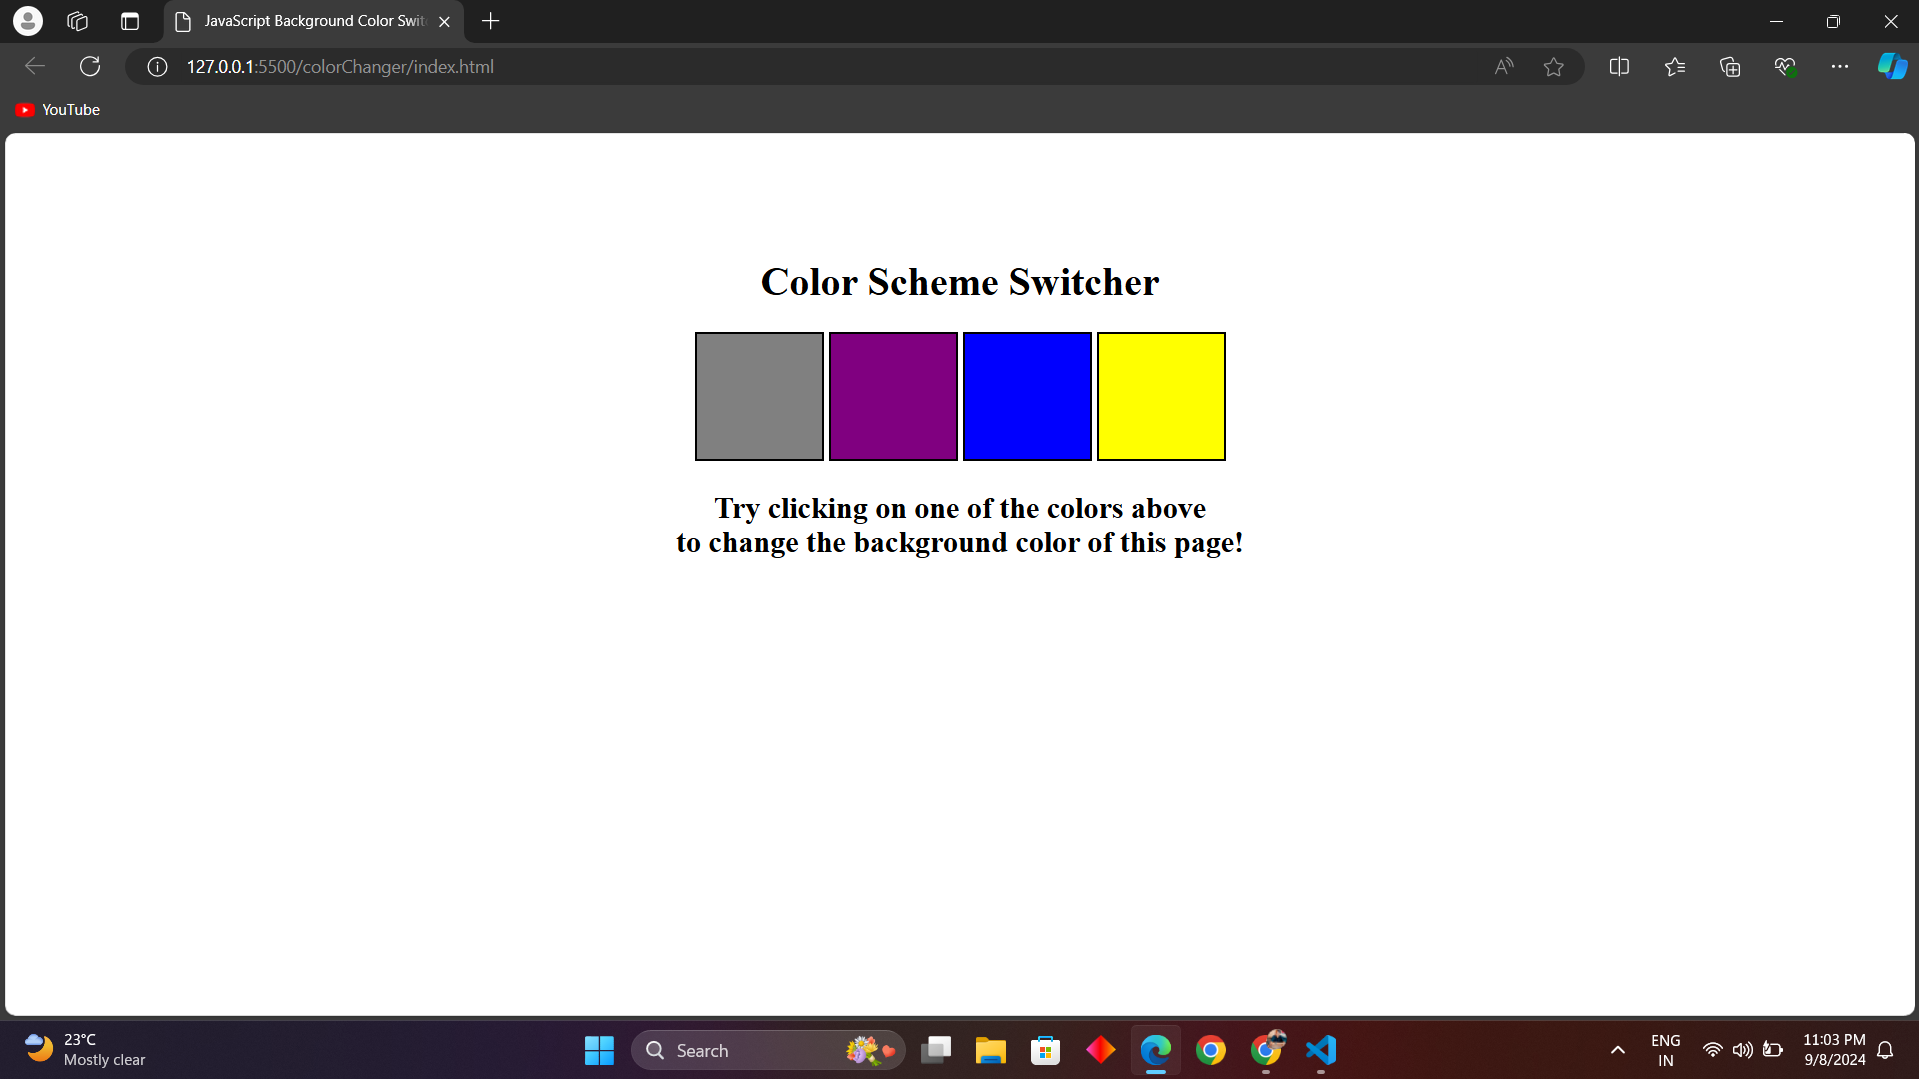 JavaScript Background Color Swit
127.0.0.1:5500/colorChanger/index.html
YouTube
Color Scheme Switcher
Try clicking on one of the colors above
to change the background color of this page!
23°C
Mostly clear
Search
ENG
IN
11:03 PM
9/8/2024